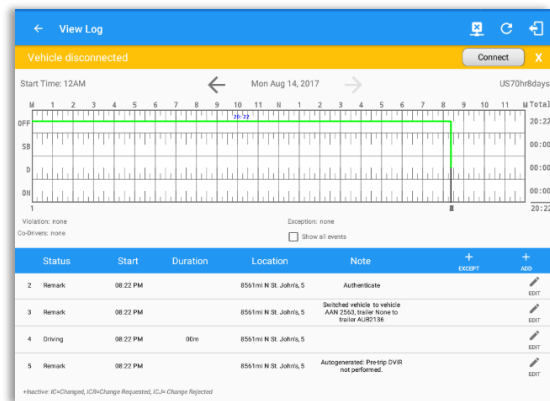 View Log
Vehicle disconnected
Connect X
Start Time: 12AM
Mon Aug 14, 2017
US70hr8days
M 1 2 3 4 5 6 7 8 9 10 11 N 1 2 3 4 5 6 7 8 9 10 11 M Total
OFF 20:22 20:22
SB 00:00
D 00:00
ON 00:00
1 20:22
Violation: none
Exception: none
Co-Drivers: none
Show all events
Status Start Duration Location Note + EXCEPT + ADD
2 Remark 08:22 PM 8561mi N St. John's, 5 Authenticate EDIT
3 Remark 08:22 PM 8561mi N St. John's, 5 Switched vehicle to vehicle
AAN 2563, trailer None to
trailer AUB2136 EDIT
4 Driving 08:22 PM 00m 8561mi N St. John's, 5 EDIT
5 Remark 08:22 PM 8561mi N St. John's, 5 Autogenerated: Pre-trip DVIR
not performed. EDIT
+Inactive: IC=Changed, ICR=Change Requested, ICJ= Change Rejected